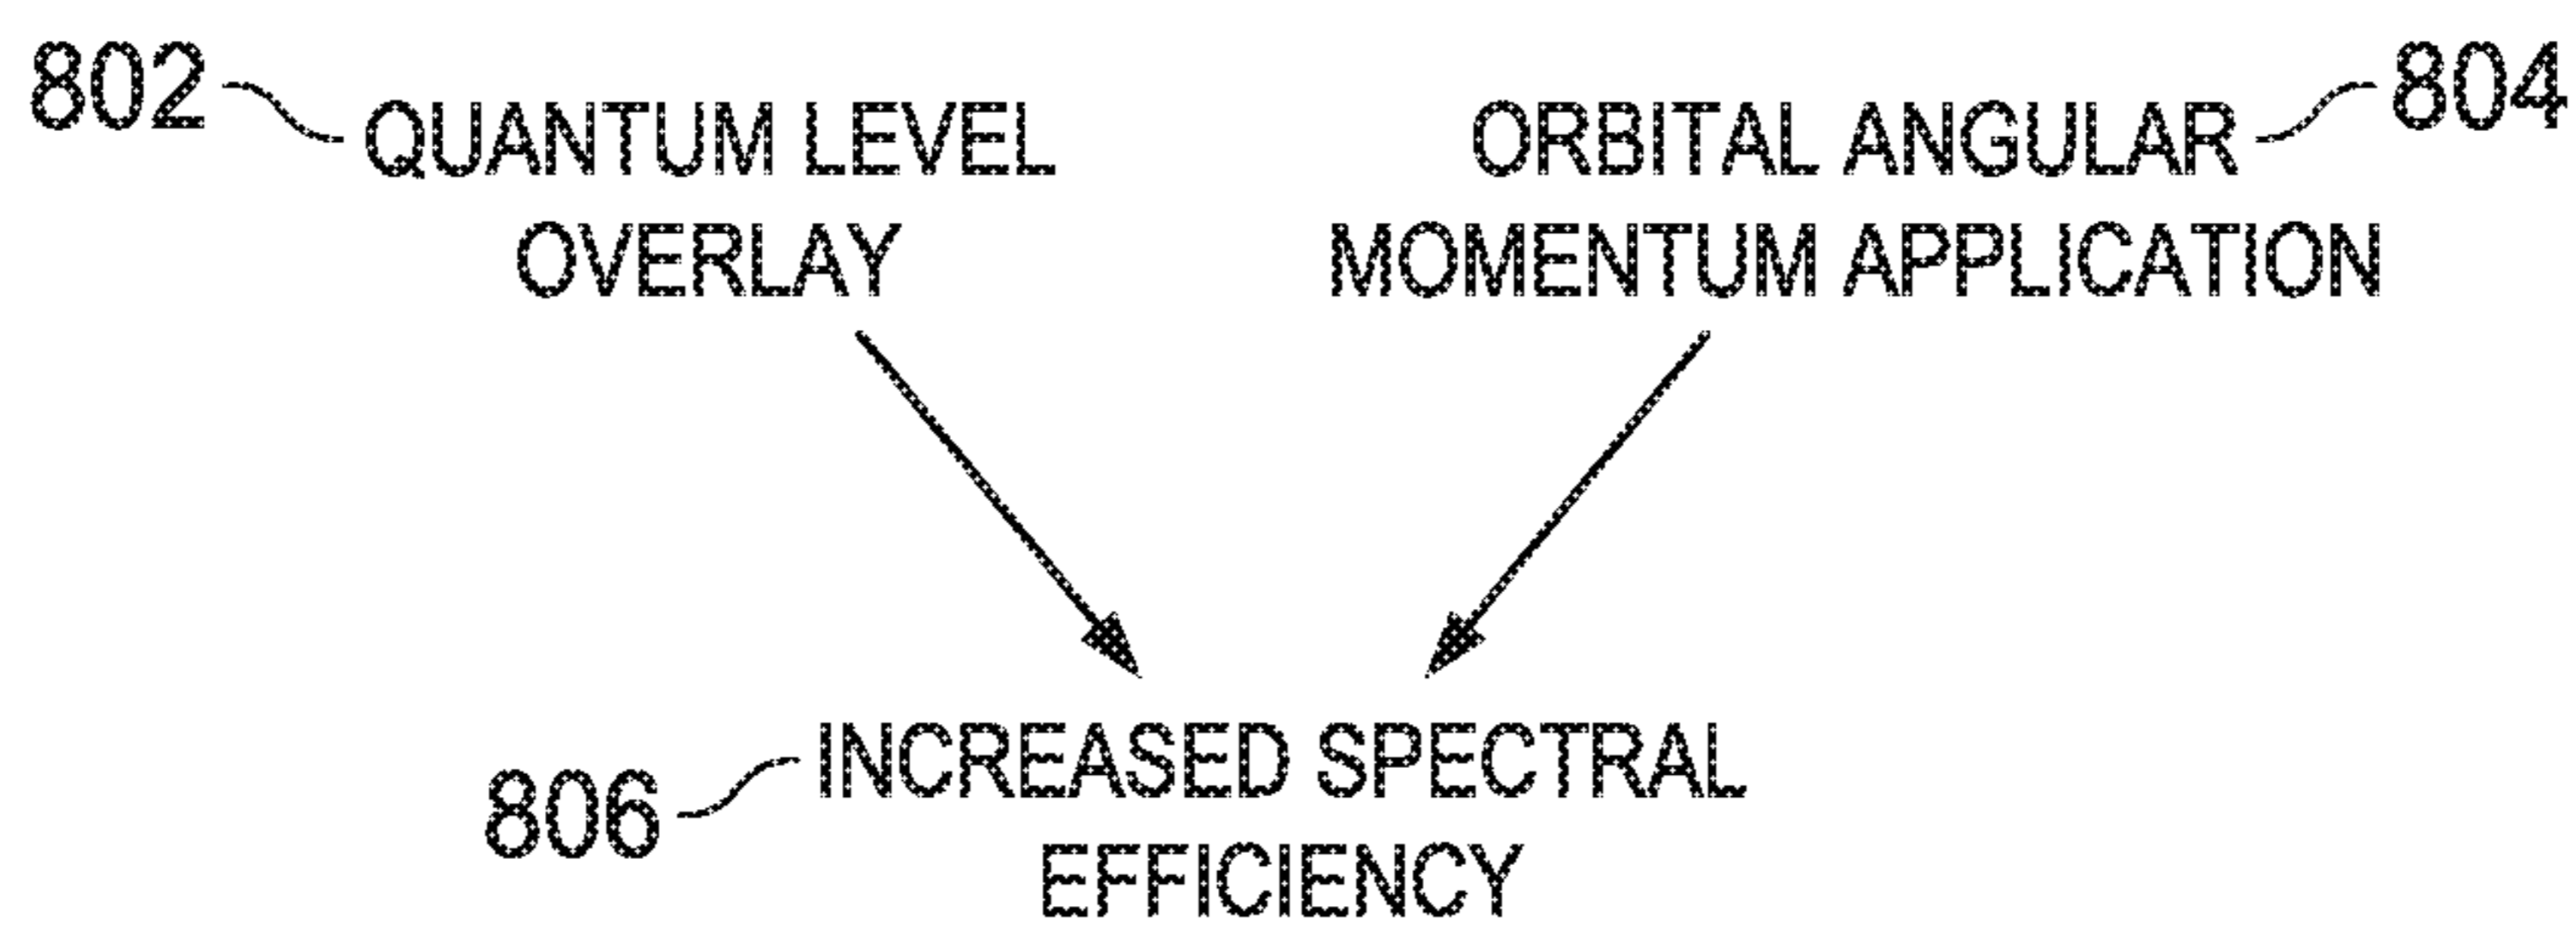 802 QUANTUM LEVEL
OVERLAY
ORBITAL ANGULAR 804
MOMENTUM APPLICATION
806 INCREASED SPECTRAL
EFFICIENCY